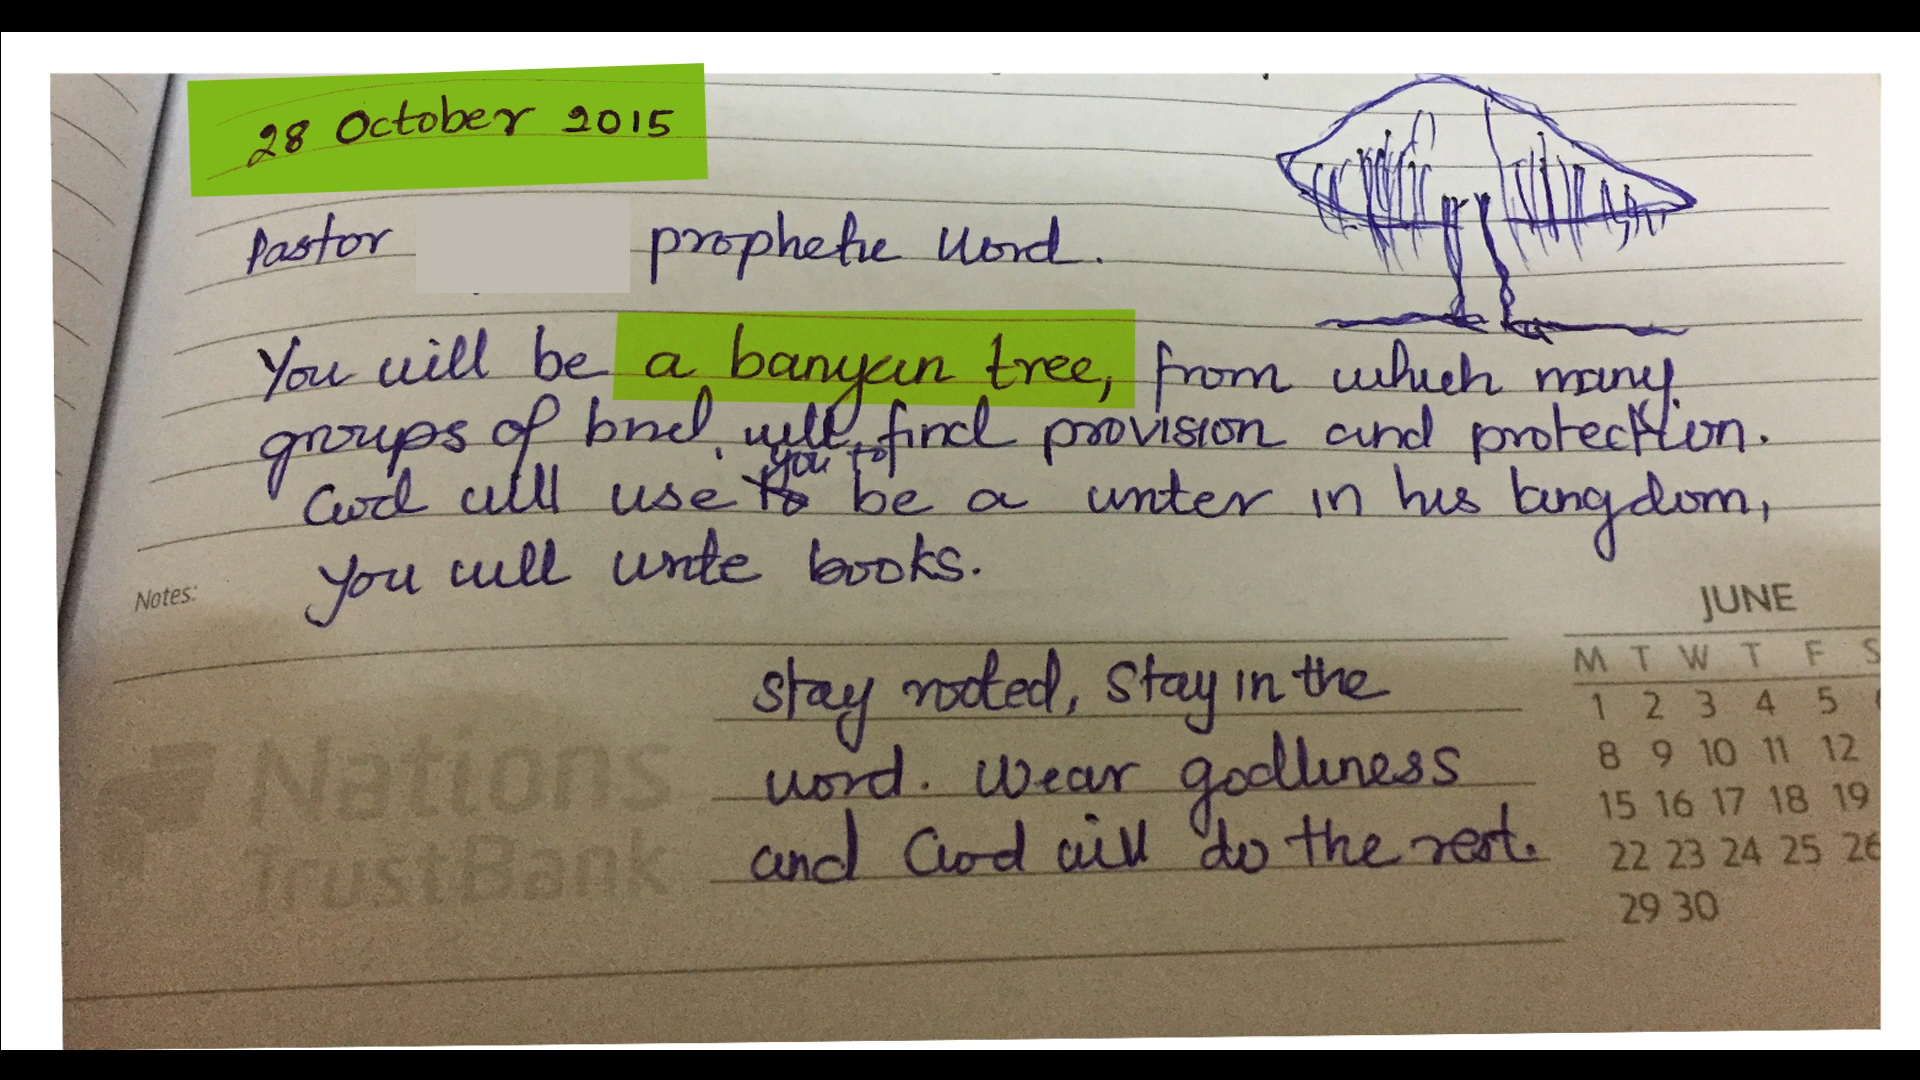 28 October 2015
Pastor prophetic word.
You will be a banyan tree, from which many
groups of bird, will find provision and protection.
you to
God will use be a writer in his kingdom,
you will write books.
Notes:
stay rooted, stay in the
word. Wear godliness
and God will do the rest.
Nations
TrustBank
JUNE
M T W T F S
1 2 3 4 5
8 9 10 11 12
15 16 17 18 19
22 23 24 25 26
29 30